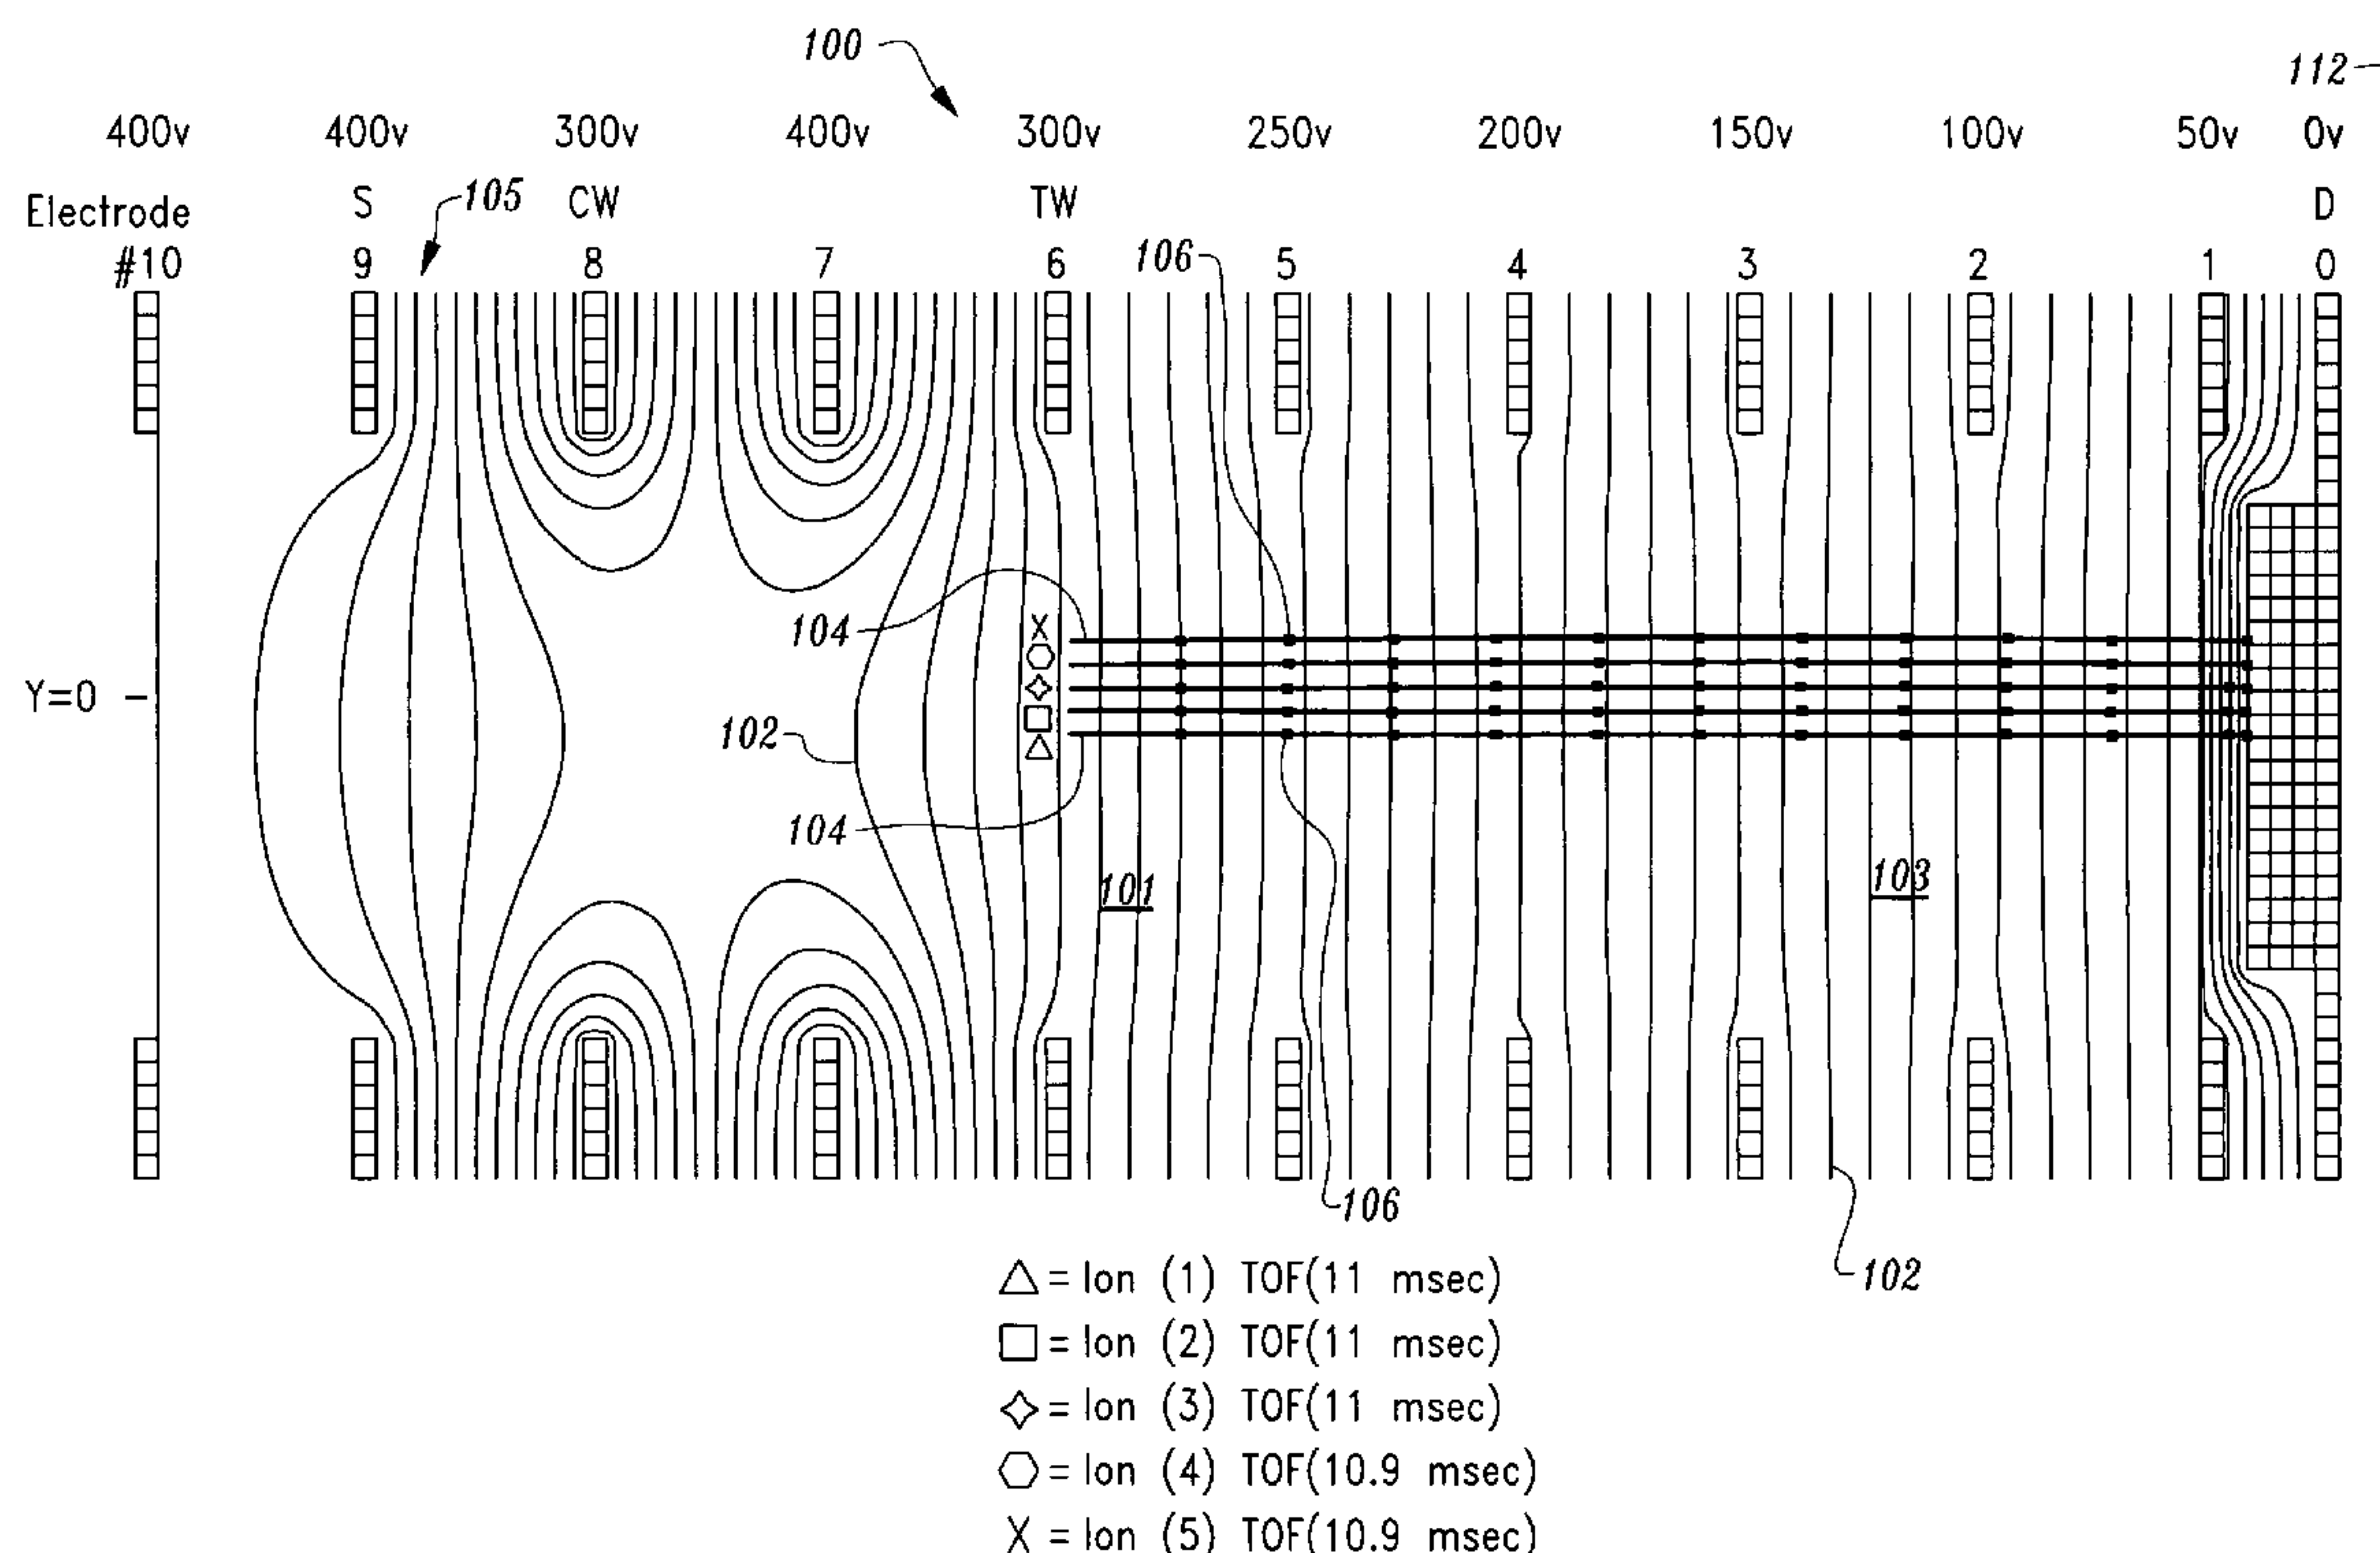 100
112
400v 400v 300v 400v 300v 250v 200v 150v 100v 50v 0v
S 105 CW TW D
Electrode
#10 9 8 7 6 106 5 4 3 2 1 0
X
104
Y=0
102
104
101 103
106
△ = Ion (1) TOF(11 msec)
102
□ = Ion (2) TOF(11 msec)
✧ = Ion (3) TOF(11 msec)
⬡ = Ion (4) TOF(10.9 msec)
X = Ion (5) TOF(10.9 msec)